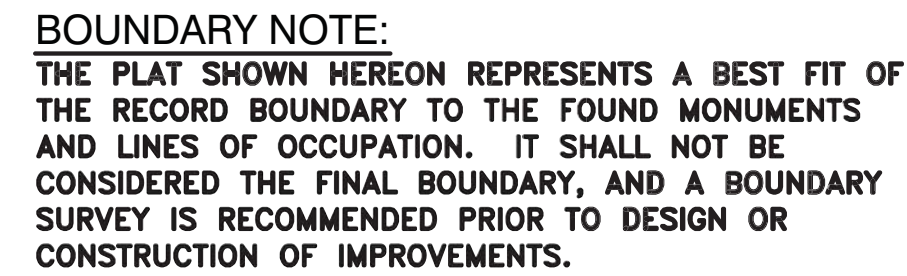 BOUNDARY NOTE:
THE PLAT SHOWN HEREON REPRESENTS A BEST FIT OF
THE RECORD BOUNDARY TO THE FOUND MONUMENTS
AND LINES OF OCCUPATION. IT SHALL NOT BE
CONSIDERED THE FINAL BOUNDARY, AND A BOUNDARY
SURVEY IS RECOMMENDED PRIOR TO DESIGN OR
CONSTRUCTION OF IMPROVEMENTS.